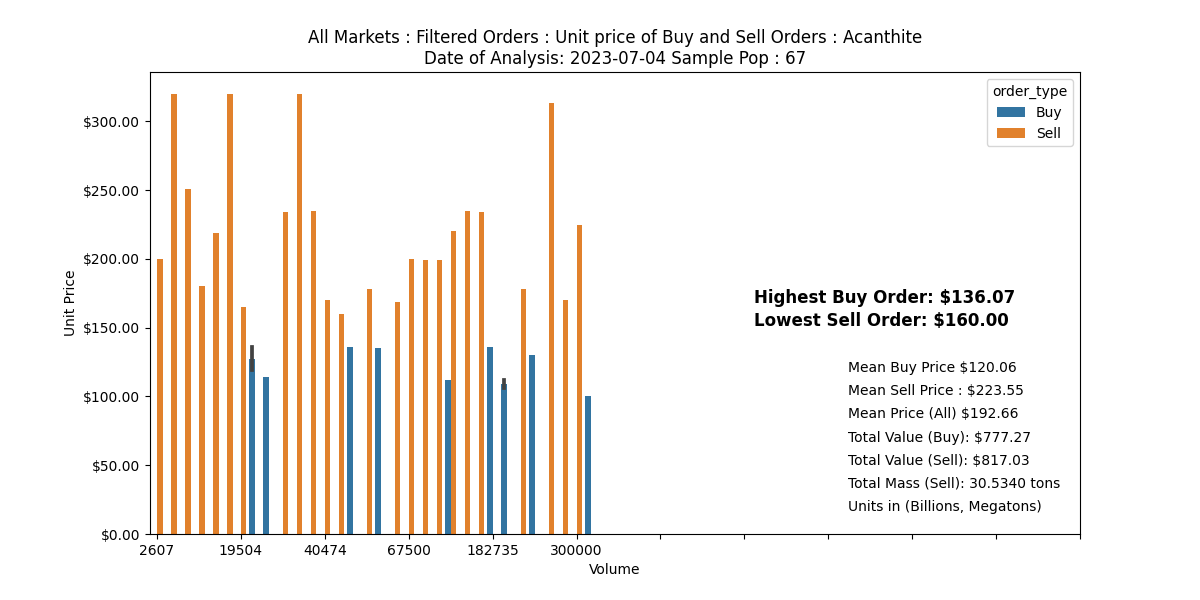 All Markets : Filtered Orders : Unit price of Buy and Sell Orders : Acanthite
Date of Analysis: 2023-07-04 Sample Pop : 67
order_type
Buy
Sell
$300.00
$250.00
$200.00
$150.00
$100.00
$50.00
$0.00
Unit Price
Highest Buy Order: $136.07
Lowest Sell Order: $160.00
Mean Buy Price $120.06
Mean Sell Price : $223.55
Mean Price (All) $192.66
Total Value (Buy): $777.27
Total Value (Sell): $817.03
Total Mass (Sell): 30.5340 tons
Units in (Billions, Megatons)
2607 19504 40474 67500 182735 300000
Volume